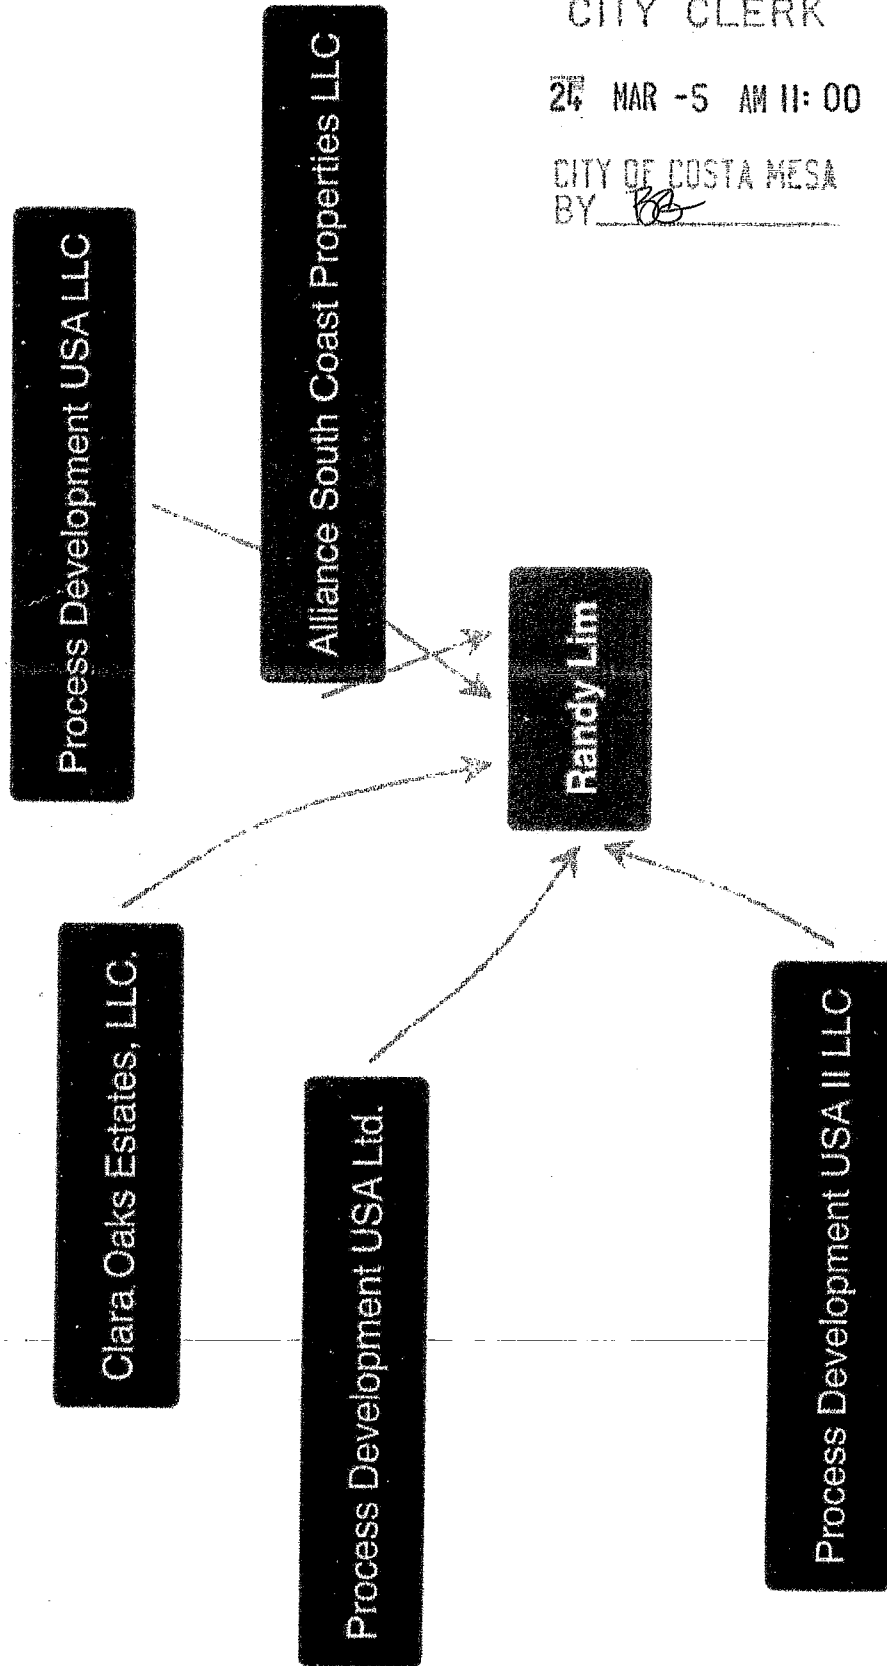 CITY CLERK
24 MAR -5 AM 11: 00
CITY OF COSTA MESA
BY
Process Development USA LLC
Alliance South Coast Properties LLC
Clara Oaks Estates, LLC.
Randy Lim
Process Development USA Ltd.
Process Development USA II LLC